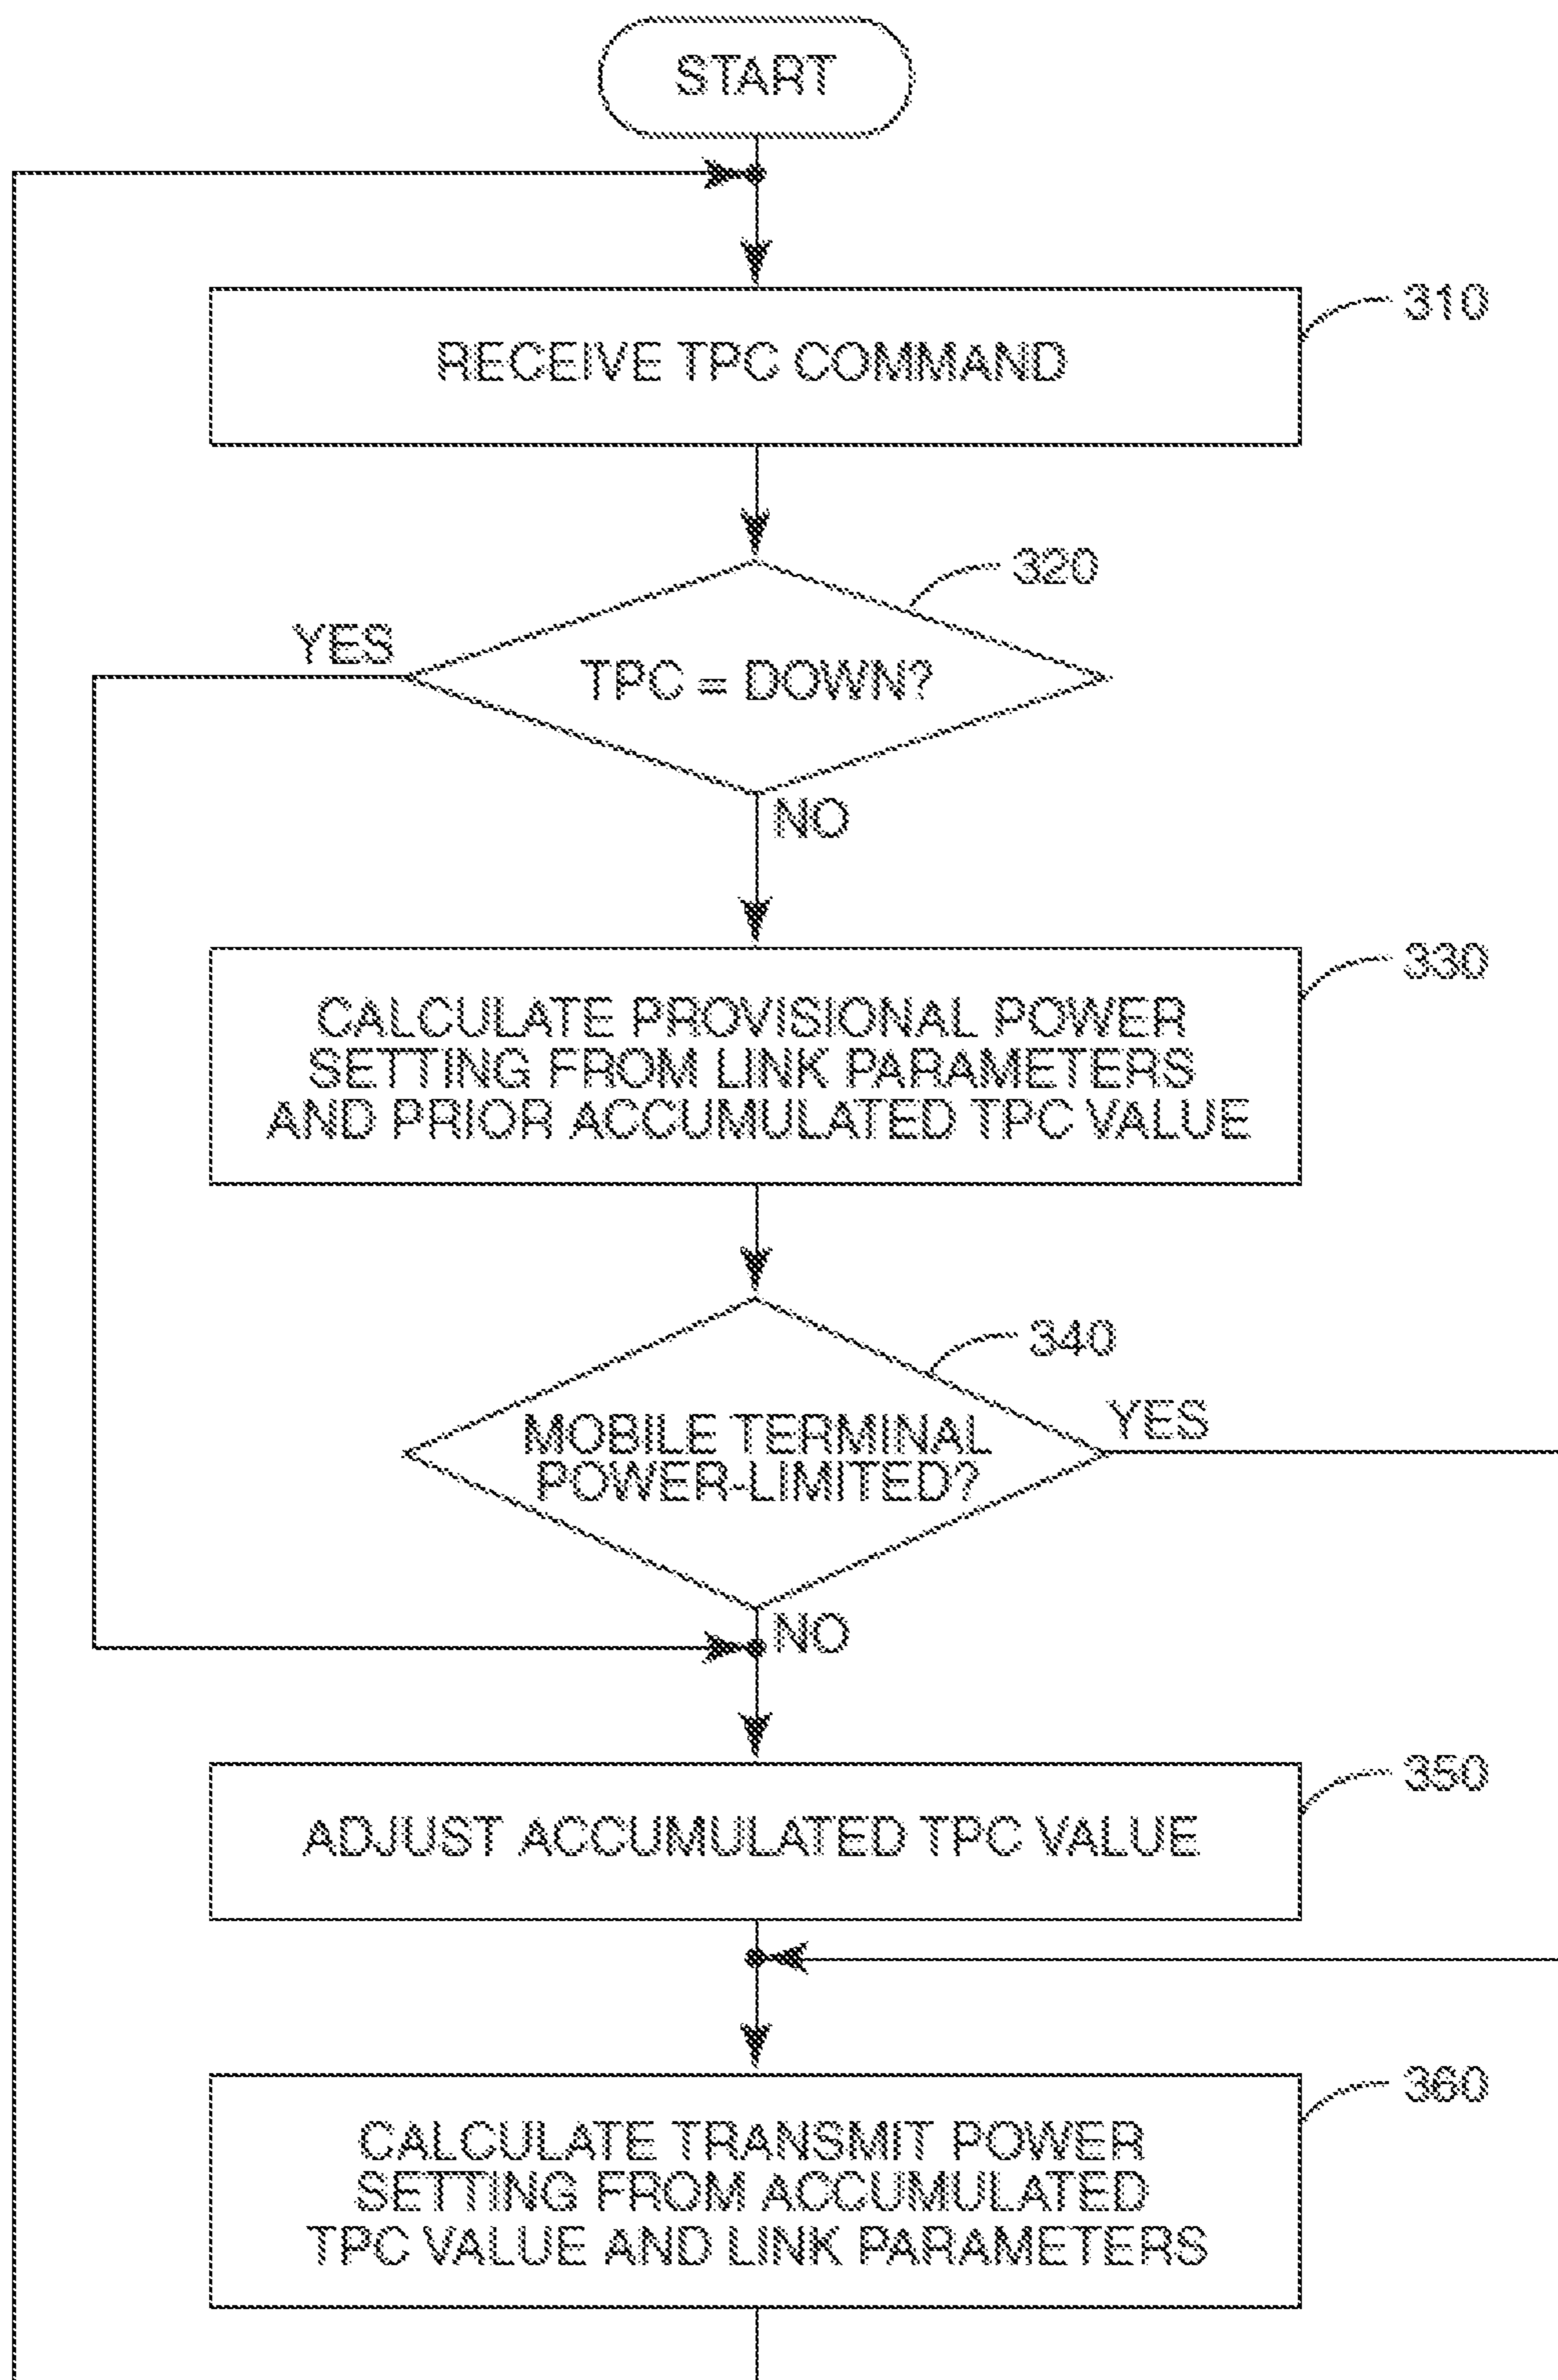 START
310
RECEIVE TPC COMMAND
320
YES
TPC = DOWN?
NO
330
CALCULATE PROVISIONAL POWER
SETTING FROM LINK PARAMETERS
AND PRIOR ACCUMULATED TPC VALUE
340
YES
MOBILE TERMINAL
POWER-LIMITED?
NO
350
ADJUST ACCUMULATED TPC VALUE
360
CALCULATE TRANSMIT POWER
SETTING FROM ACCUMULATED
TPC VALUE AND LINK PARAMETERS